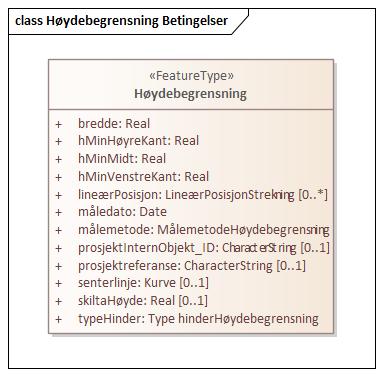 class Høydebegrensning Betingelser
«FeatureType»
Høydebegrensning
+ bredde: Real
+ hMinHøyreKant: Real
+ hMinMidt: Real
+ hMinVenstreKant: Real
+ lineærPosisjon: LineærPosisjonStrekning [0..*]
+ måledato: Date
+ målemetode: MålemetodeHøydebegrensning
+ prosjektInternObjekt_ID: CharacterString [0..1]
+ prosjektreferanse: CharacterString [0..1]
+ senterlinje: Kurve [0..1]
+ skiltaHøyde: Real [0..1]
+ typeHinder: Type hinderHøydebegrensning